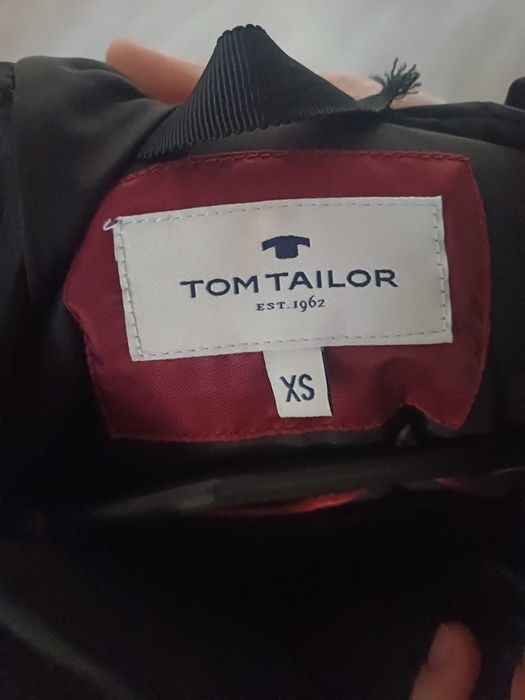 TOM TAILOR
EST. 1962
XS